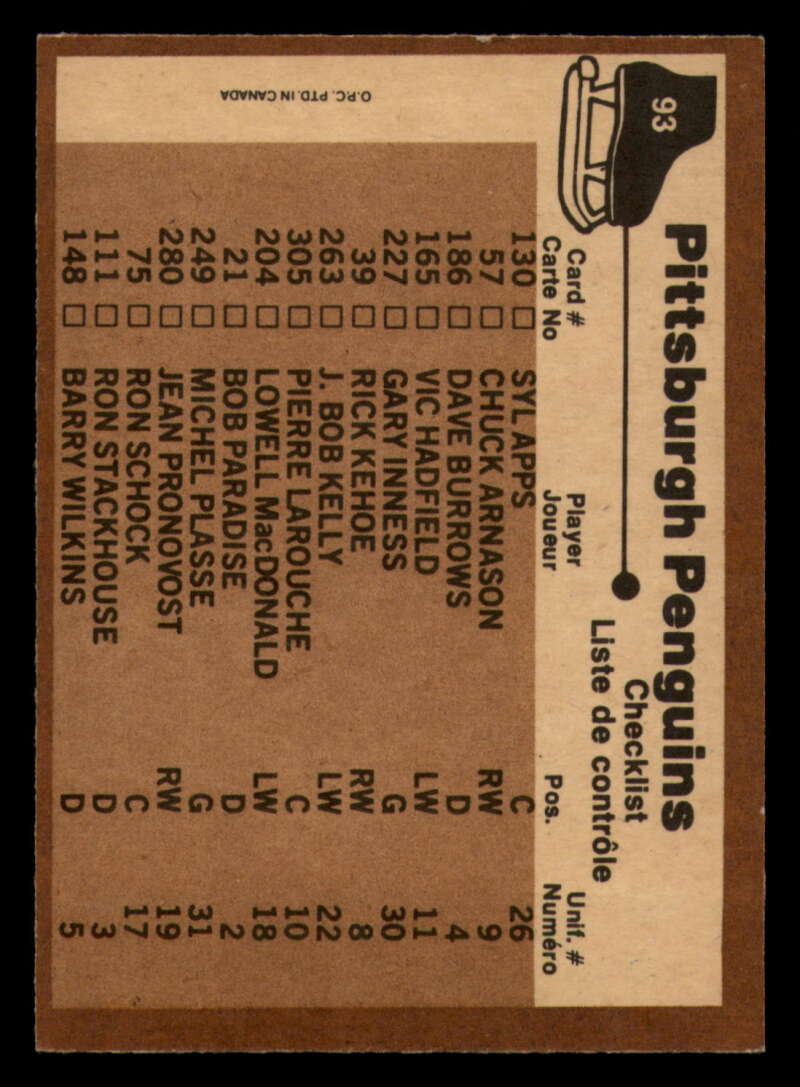 93
Pittsburgh Penguins
Checklist
Liste de contrôle
Card # Player Pos. Unif. #
Carte No Joueur Numéro
130 □ SYL APPS C 26
57 □ CHUCK ARNASON RW 9
186 □ DAVE BURROWS D 4
165 □ VIC HADFIELD LW 11
227 □ GARY INNESS G 30
39 □ RICK KEHOE RW 8
263 □ J. BOB KELLY LW 22
305 □ PIERRE LAROUCHE C 10
204 □ LOWELL MacDONALD LW 18
21 □ BOB PARADISE D 2
249 □ MICHEL PLASSE G 31
280 □ JEAN PRONOVOST RW 19
75 □ RON SCHOCK C 17
111 □ RON STACKHOUSE D 3
148 □ BARRY WILKINS D 5
O.P.C. PTD. IN CANADA